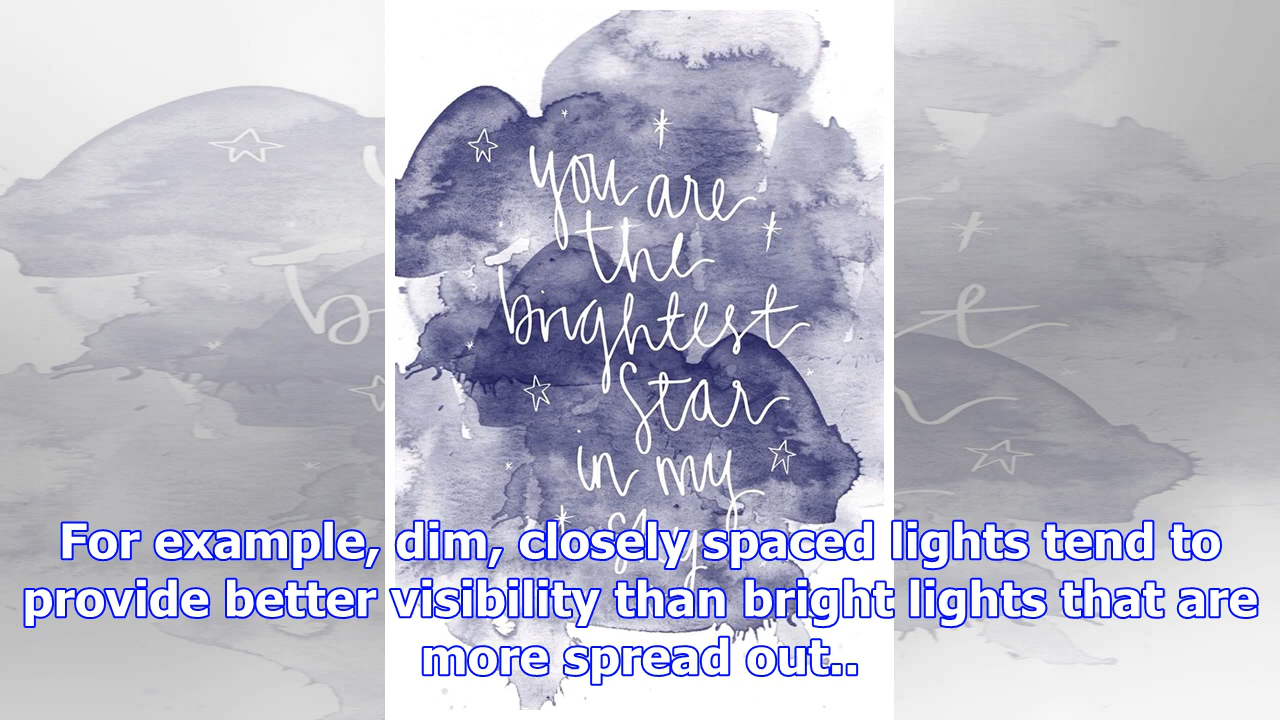 you are
the
brightest
star
in my
sky
For example, dim, closely spaced lights tend to
provide better visibility than bright lights that are
more spread out..